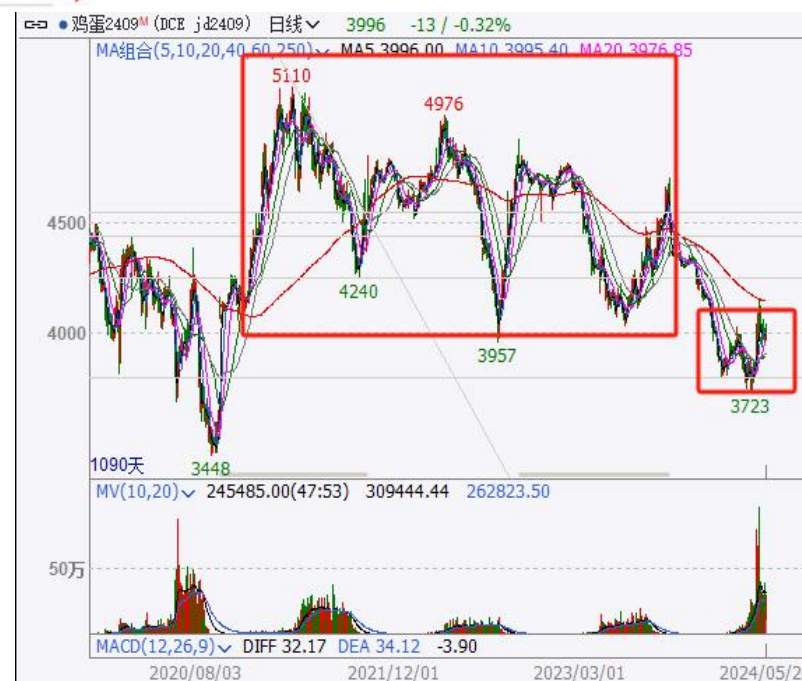 鸡蛋2409M (DCE jd2409) 日线 3996 -13 / -0.32%
MA组合(5,10,20,40,60,250) MA5 3996.00 MA10 3995.40 MA20 3976.85
5110
4976
4500
4240
4000
3957
3723
1090天
3448
MV(10,20) 245485.00(47:53) 309444.44 262823.50
50万
MACD(12,26,9) DIFF 32.17 DEA 34.12 -3.90
2020/08/03 2021/12/01 2023/03/01 2024/05/2